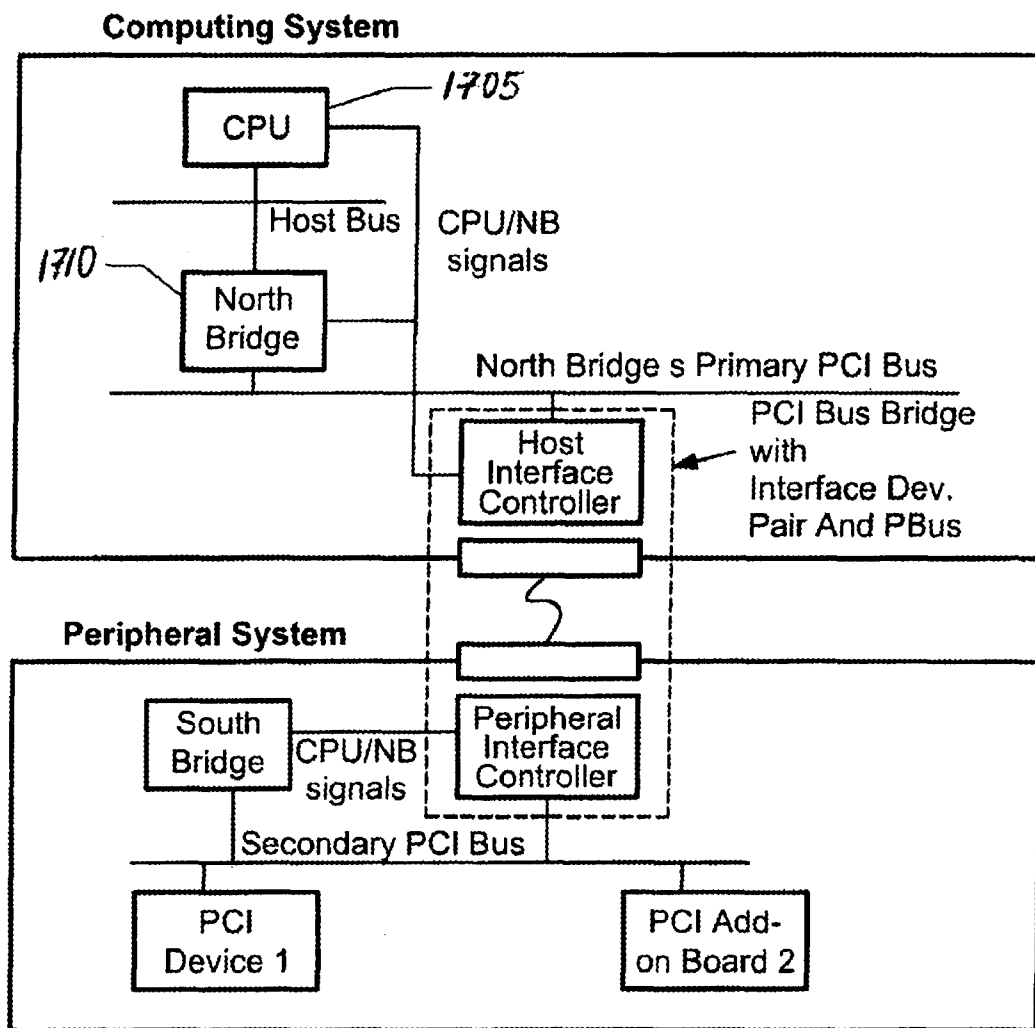 Computing System
1705
CPU
Host Bus
CPU/NB
signals
1710
North
Bridge
North Bridge s Primary PCI Bus
PCI Bus Bridge
with
Interface Dev.
Pair And PBus
Host
Interface
Controller
Peripheral System
South
Bridge
CPU/NB
signals
Peripheral
Interface
Controller
Secondary PCI Bus
PCI
Device 1
PCI Add-
on Board 2